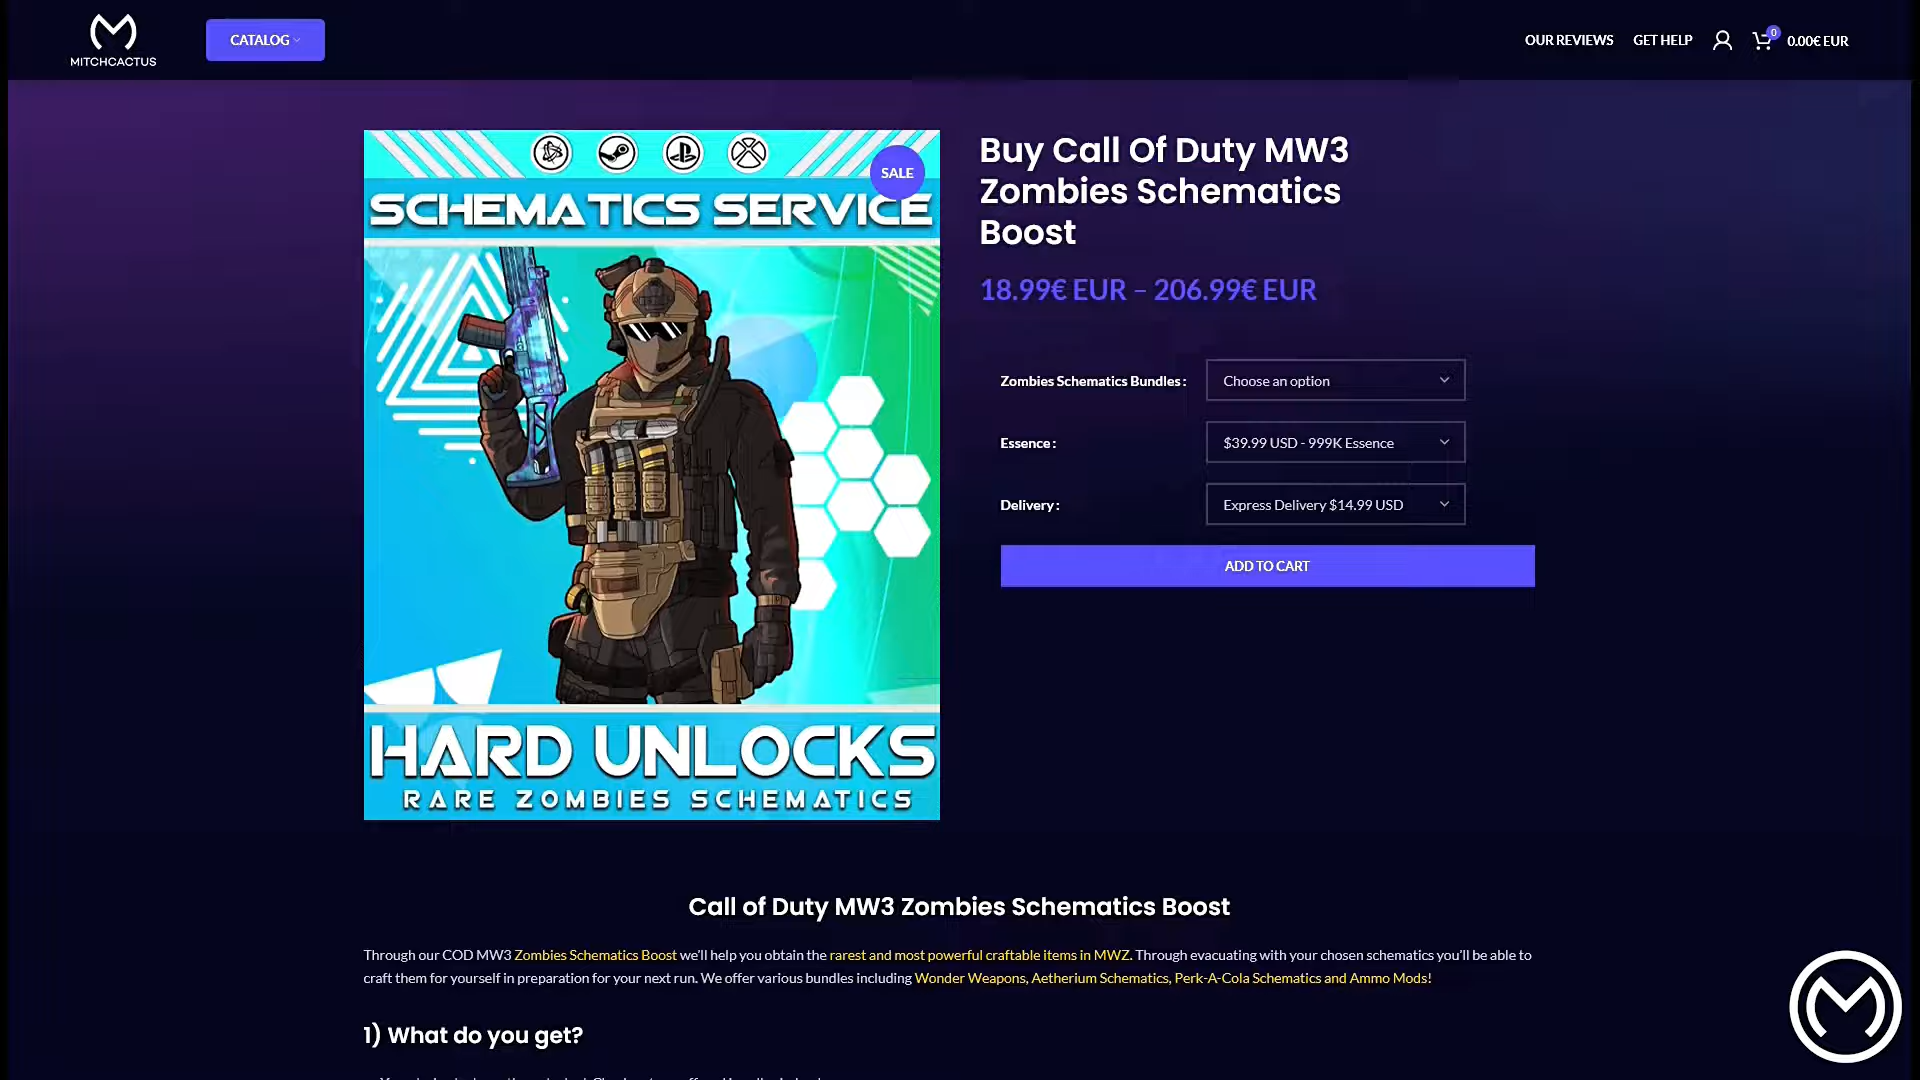 MITCHCACTUS
CATALOG
OUR REVIEWS
GET HELP
0
0.00€ EUR
SALE
SCHEMATICS SERVICE
HARD UNLOCKS
RARE ZOMBIES SCHEMATICS
Buy Call Of Duty MW3
Zombies Schematics
Boost
18.99€ EUR – 206.99€ EUR
Zombies Schematics Bundles :
Choose an option
Essence :
$39.99 USD - 999K Essence
Delivery :
Express Delivery $14.99 USD
ADD TO CART
Call of Duty MW3 Zombies Schematics Boost
Through our COD MW3 Zombies Schematics Boost we'll help you obtain the rarest and most powerful craftable items in MWZ. Through evacuating with your chosen schematics you'll be able to
craft them for yourself in preparation for your next run. We offer various bundles including Wonder Weapons, Aetherium Schematics, Perk-A-Cola Schematics and Ammo Mods!
1) What do you get?